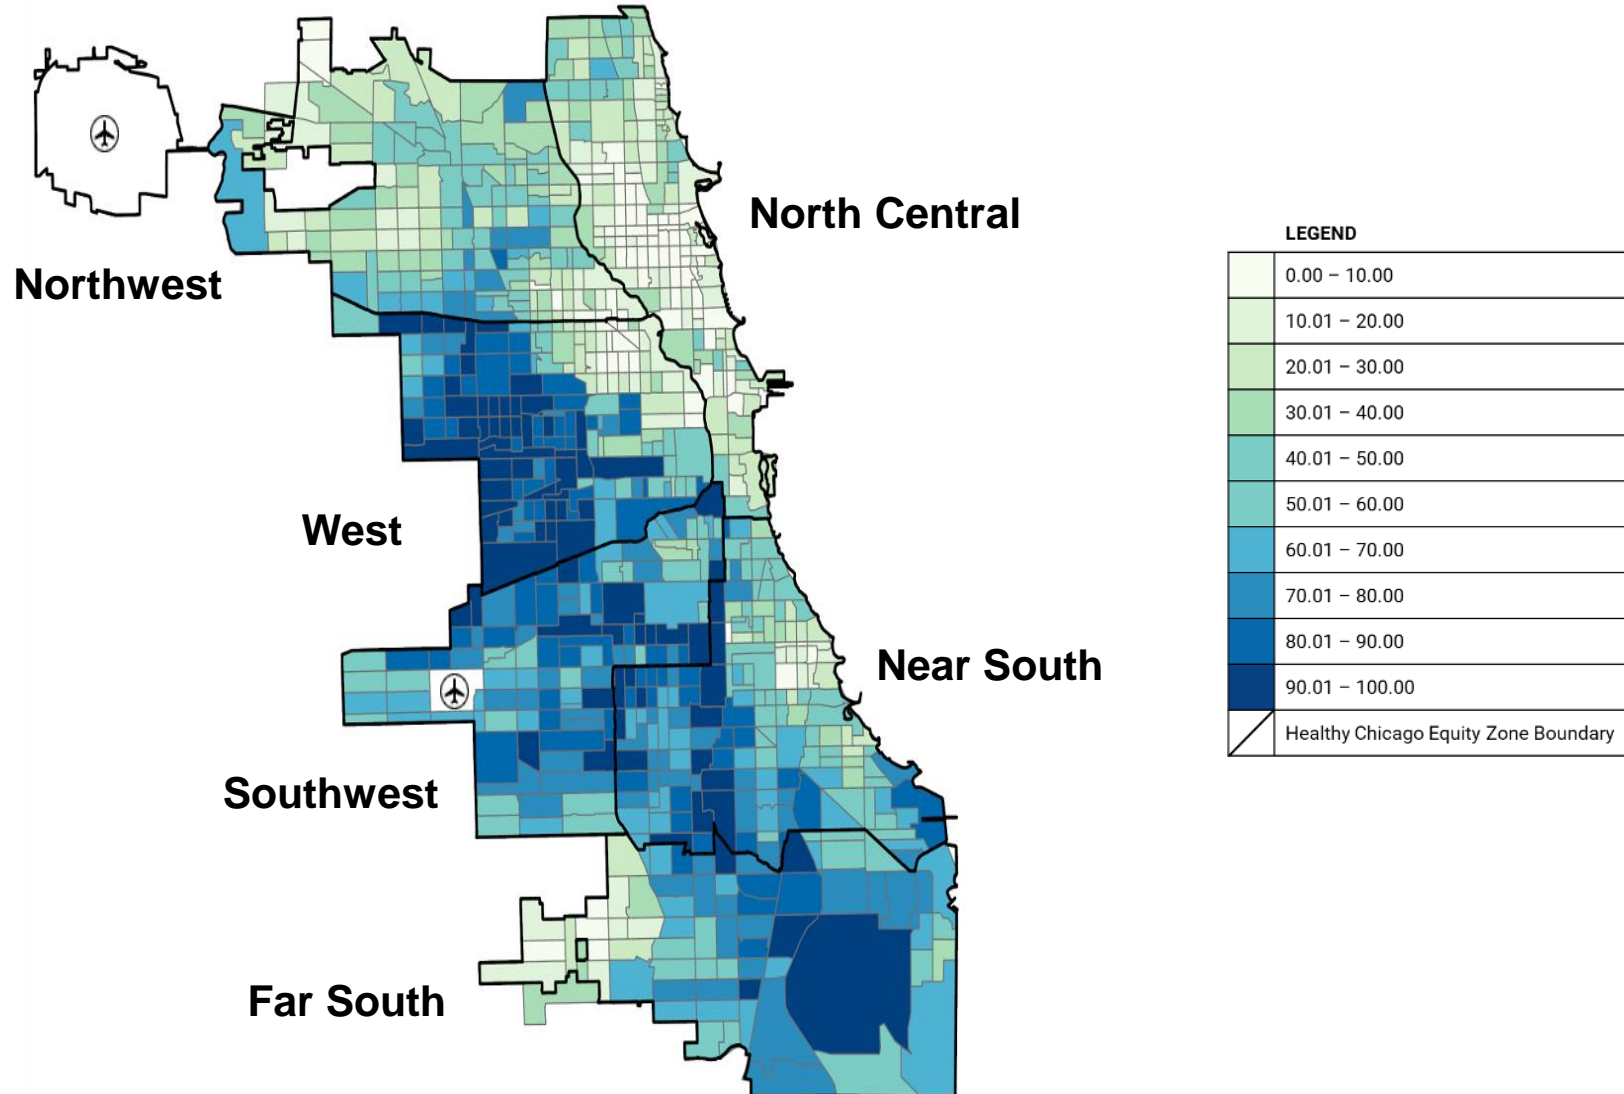 North Central
Northwest
West
Near South
Southwest
Far South
LEGEND
0.00 – 10.00
10.01 – 20.00
20.01 – 30.00
30.01 – 40.00
40.01 – 50.00
50.01 – 60.00
60.01 – 70.00
70.01 – 80.00
80.01 – 90.00
90.01 – 100.00
Healthy Chicago Equity Zone Boundary